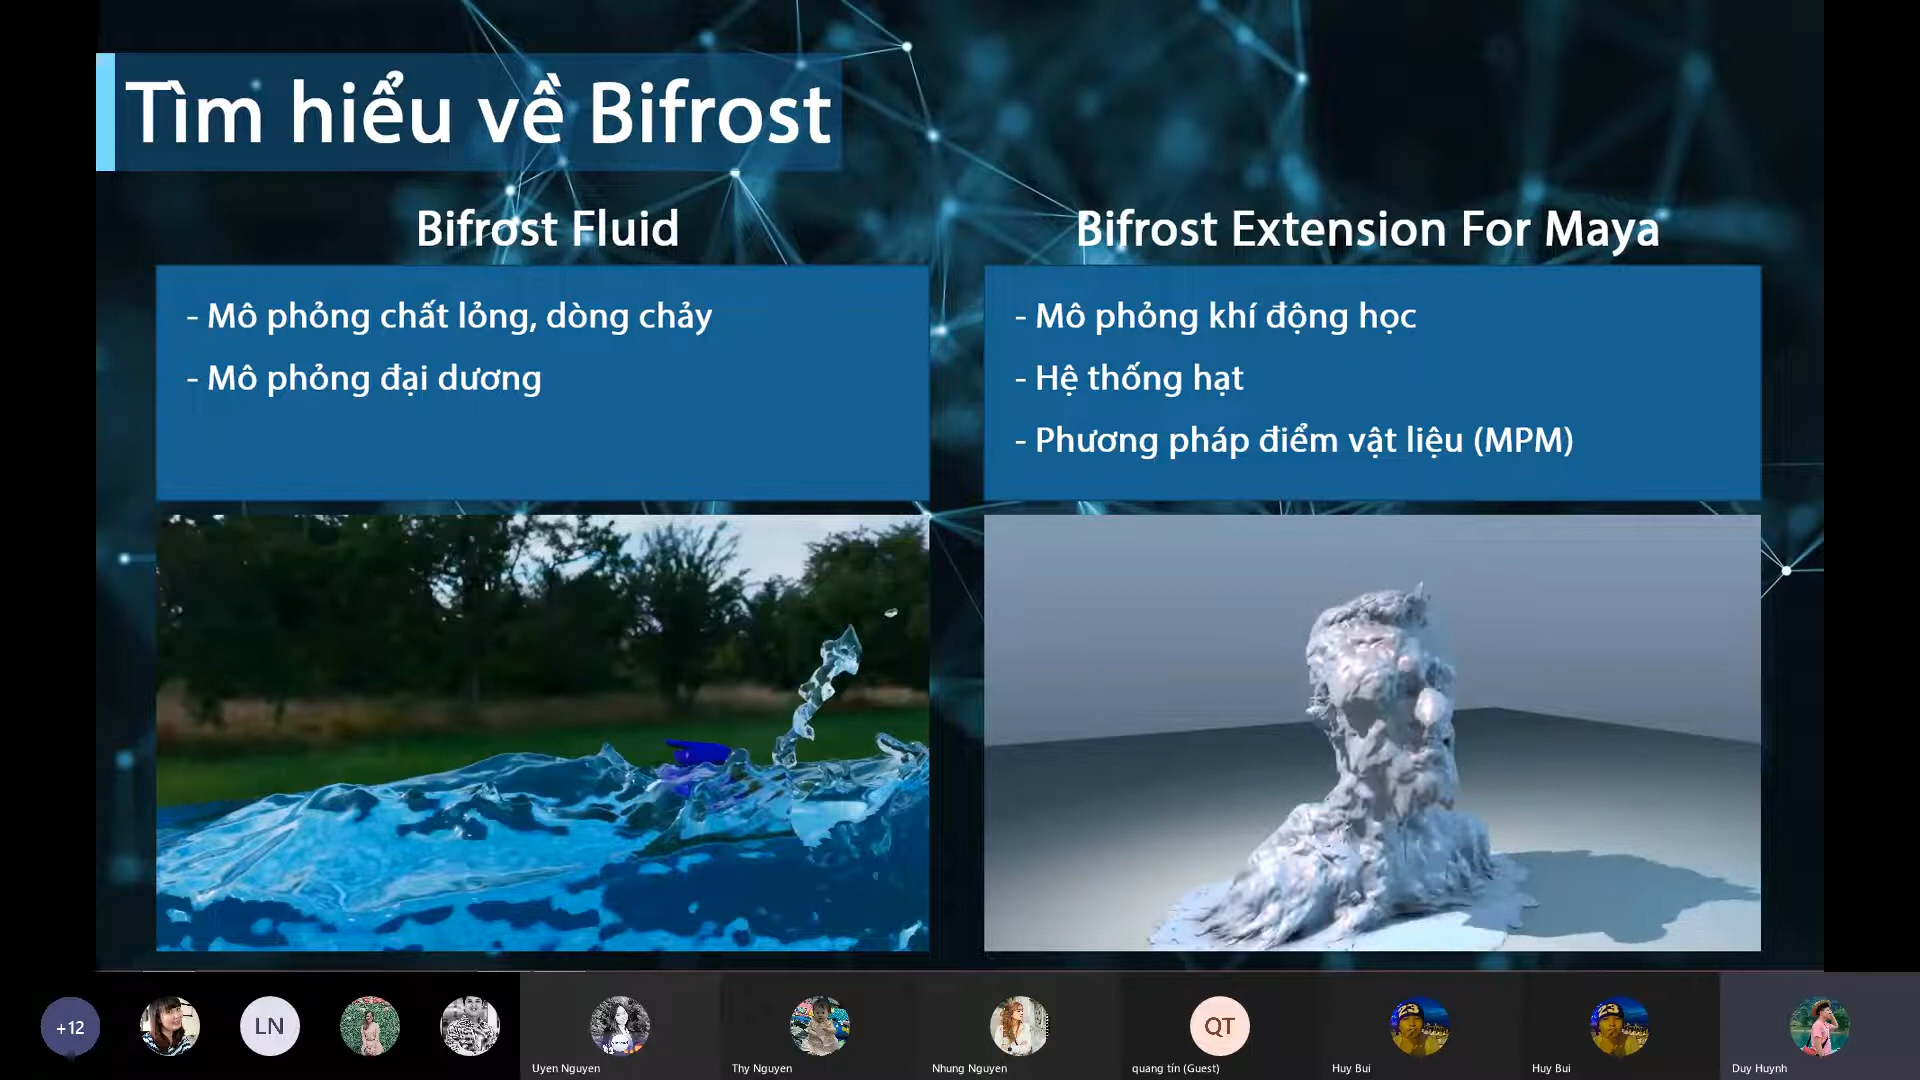 Tìm hiểu về Bifrost
Bifrost Fluid
- Mô phỏng chất lỏng, dòng chảy
- Mô phỏng đại dương
Bifrost Extension For Maya
- Mô phỏng khí động học
- Hệ thống hạt
- Phương pháp điểm vật liệu (MPM)
+12
LN
Uyen Nguyen
Thy Nguyen
Nhung Nguyen
QT
quang tín (Guest)
23
Huy Bui
23
Huy Bui
Duy Huynh